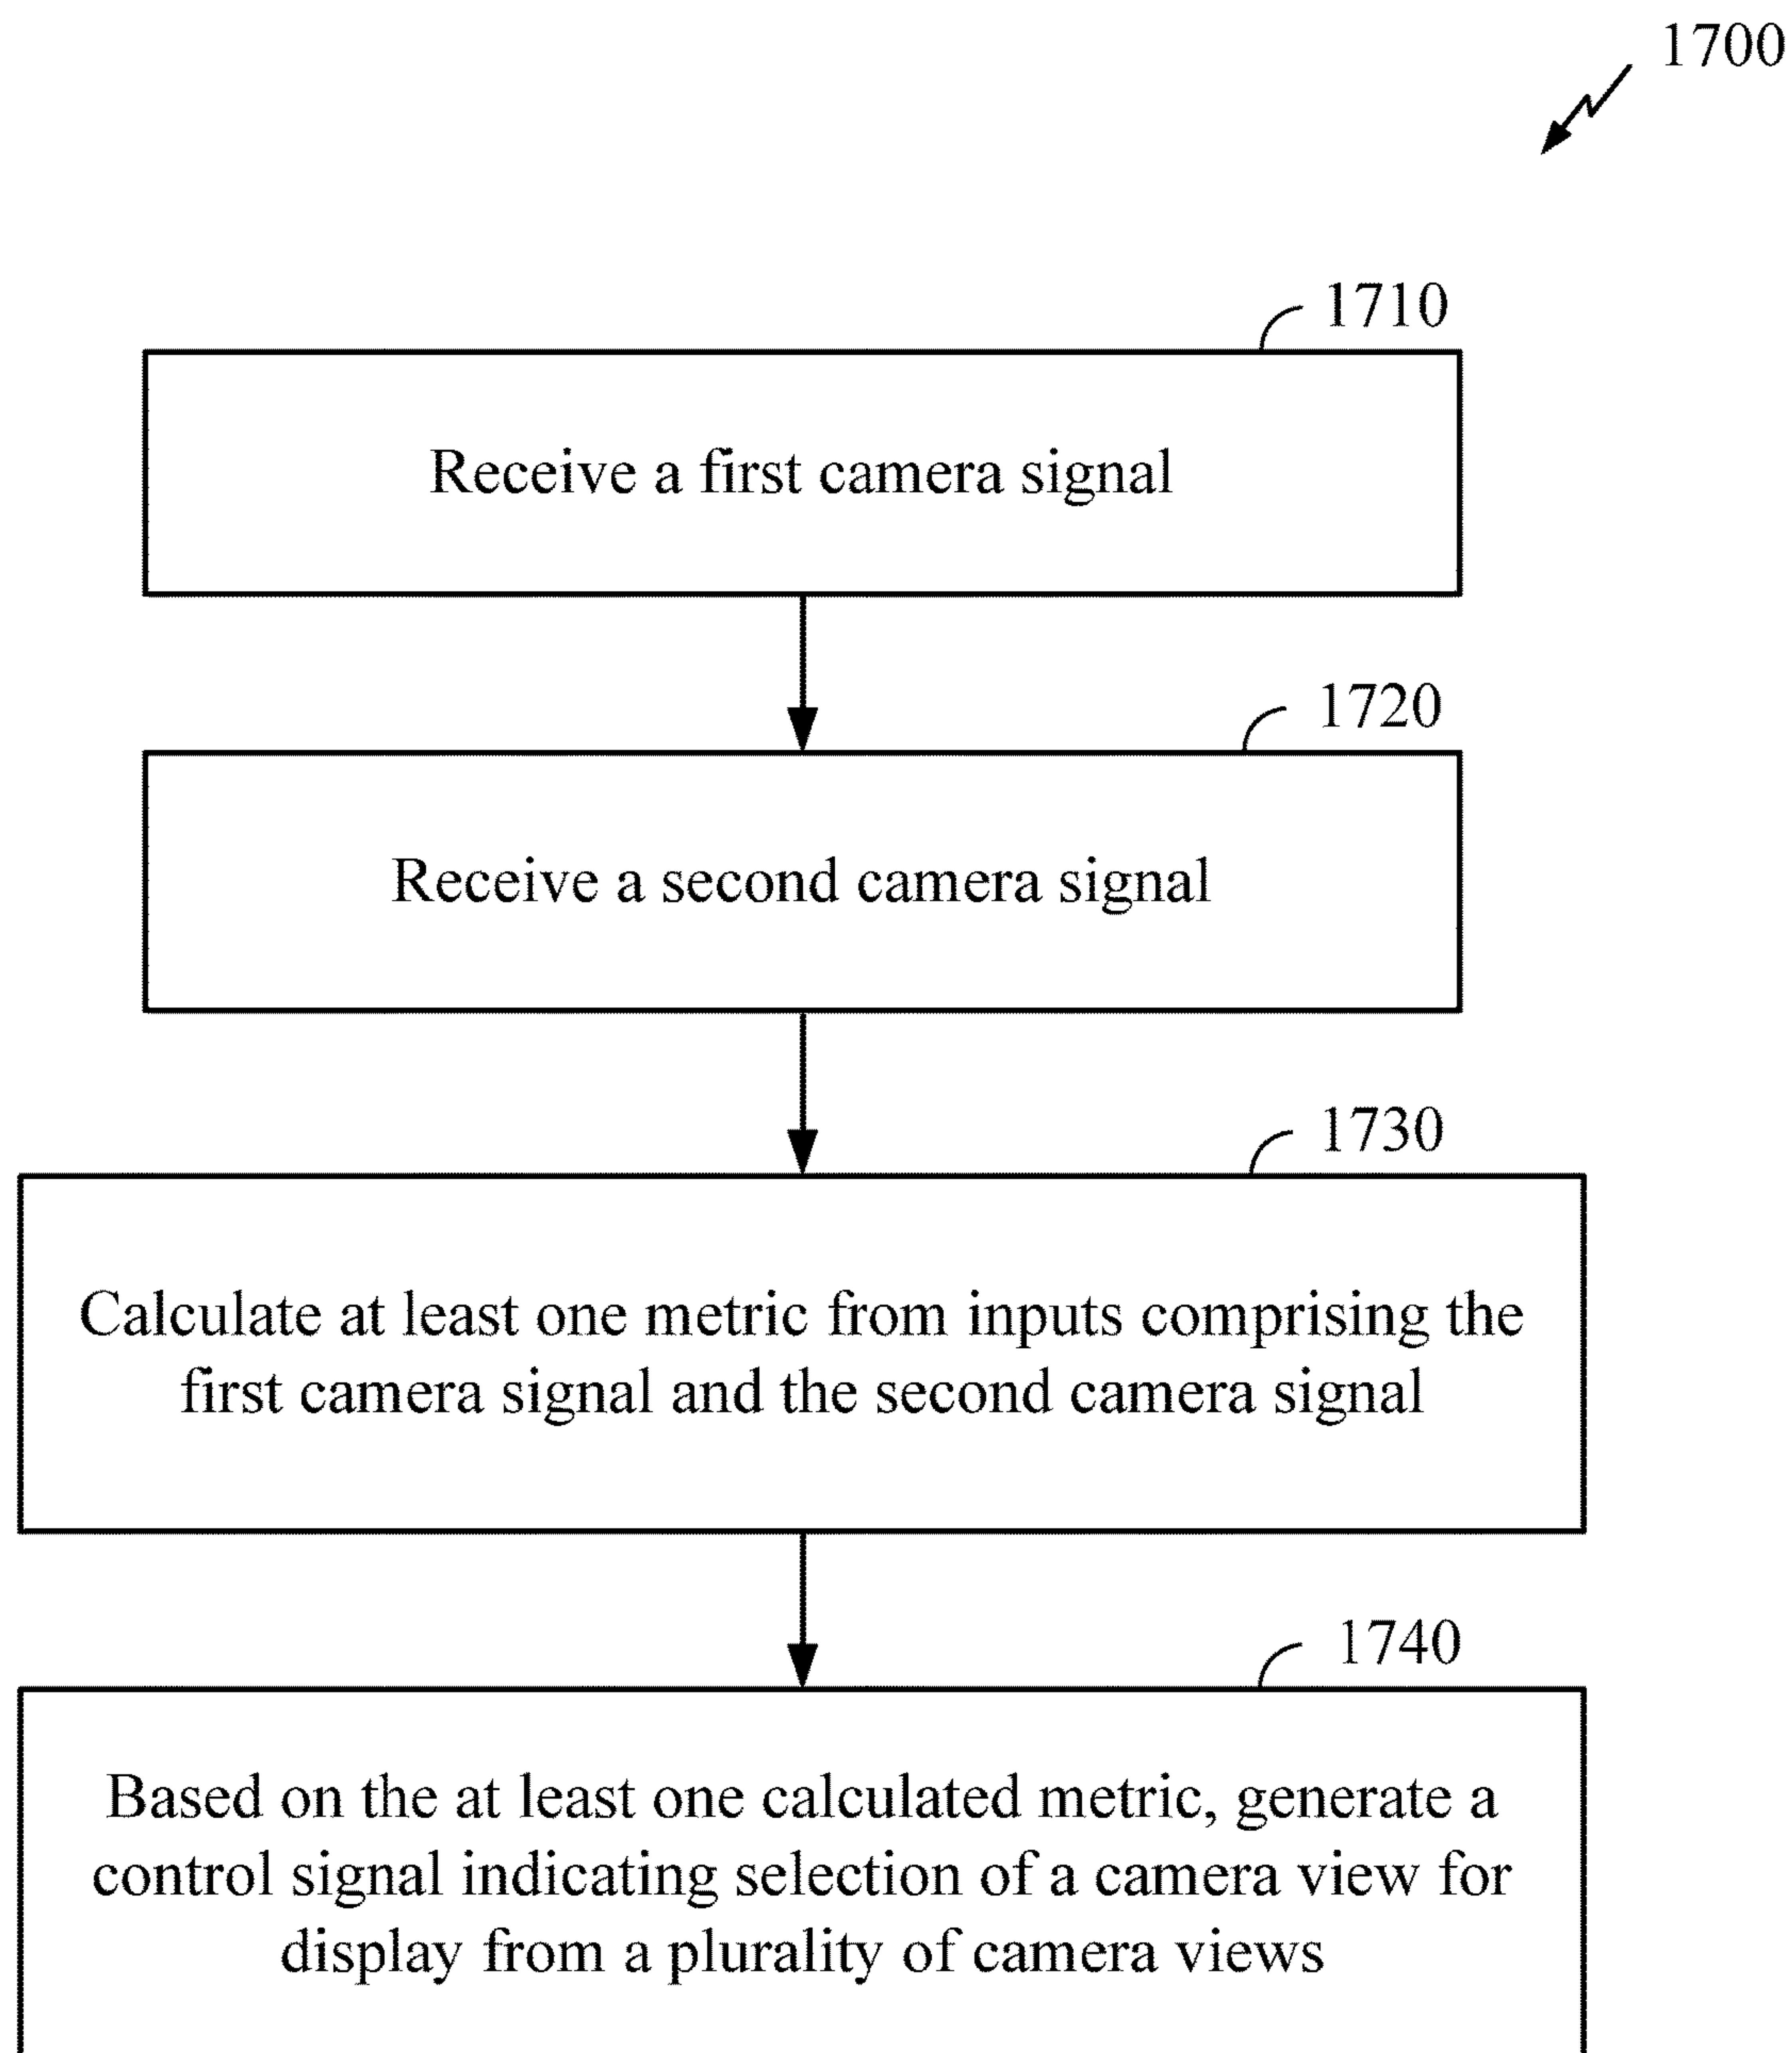 1700
1710
Receive a first camera signal
1720
Receive a second camera signal
1730
Calculate at least one metric from inputs comprising the
first camera signal and the second camera signal
1740
Based on the at least one calculated metric, generate a
control signal indicating selection of a camera view for
display from a plurality of camera views